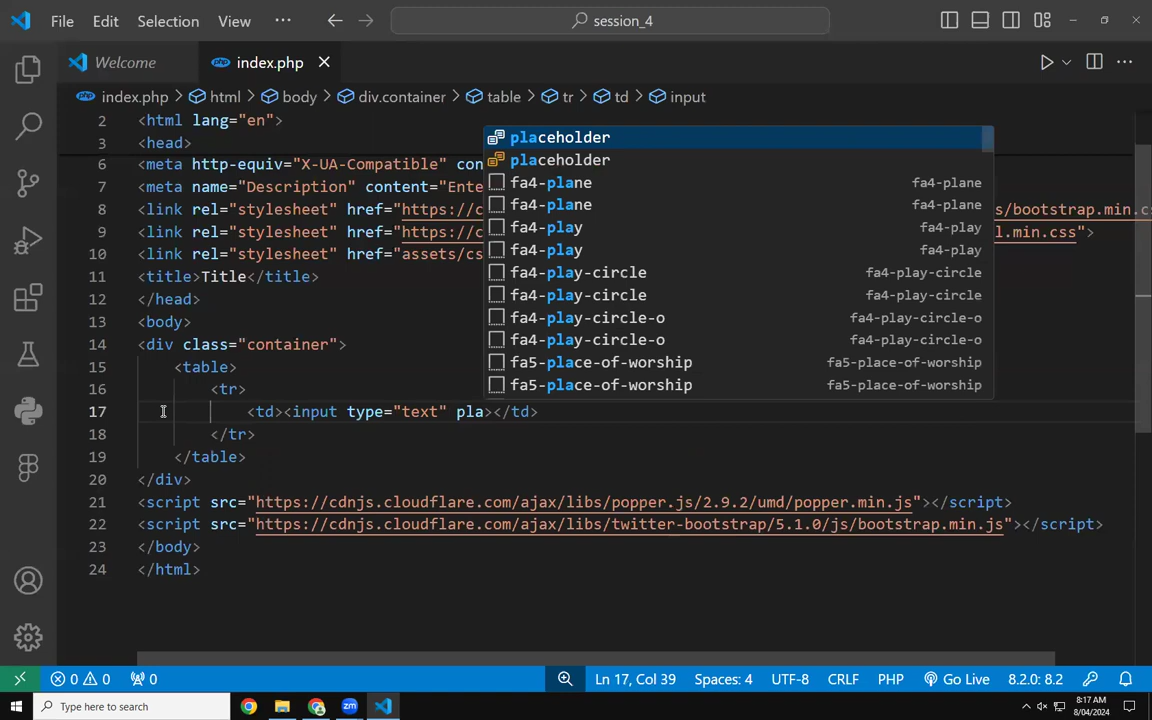 File Edit Selection View ··· session_4
Welcome index.php
index.php > html > body > div.container > table > tr > td > input
2 <html lang="en">
3 <head>
6 <meta http-equiv="X-UA-Compatible" con
7 <meta name="Description" content="Ente
8 <link rel="stylesheet" href="https://c s/bootstrap.min.cs
9 <link rel="stylesheet" href="https://c l.min.css">
10 <link rel="stylesheet" href="assets/cs
11 <title>Title</title>
12 </head>
13 <body>
14 <div class="container">
15 <table>
16 <tr>
17 <td><input type="text" pla></td>
18 </tr>
19 </table>
20 </div>
21 <script src="https://cdnjs.cloudflare.com/ajax/libs/popper.js/2.9.2/umd/popper.min.js"></script>
22 <script src="https://cdnjs.cloudflare.com/ajax/libs/twitter-bootstrap/5.1.0/js/bootstrap.min.js"></script>
23 </body>
24 </html>
placeholder
placeholder
fa4-plane fa4-plane
fa4-plane fa4-plane
fa4-play fa4-play
fa4-play fa4-play
fa4-play-circle fa4-play-circle
fa4-play-circle fa4-play-circle
fa4-play-circle-o fa4-play-circle-o
fa4-play-circle-o fa4-play-circle-o
fa5-place-of-worship fa5-place-of-worship
fa5-place-of-worship fa5-place-of-worship
0 0 0 Ln 17, Col 39 Spaces: 4 UTF-8 CRLF PHP Go Live 8.2.0: 8.2
Type here to search 8:17 AM
8/04/2024